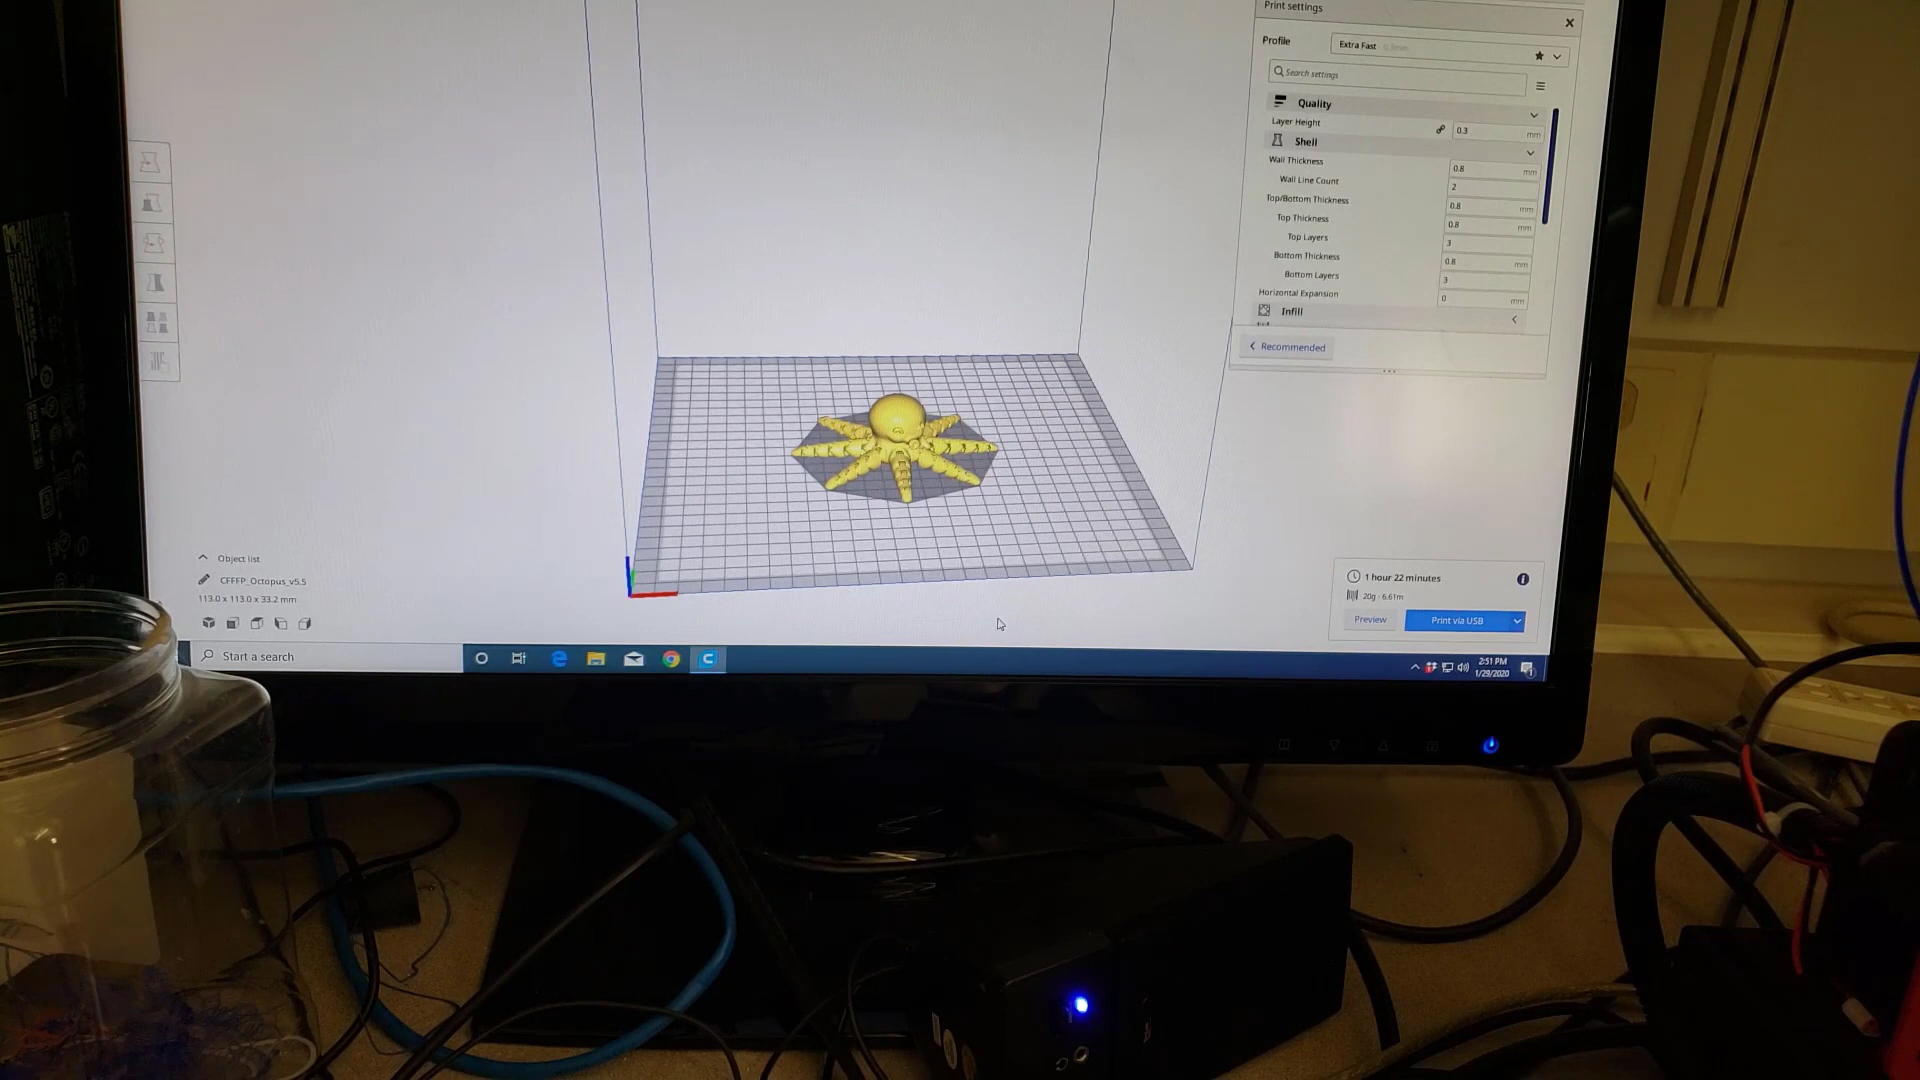 Print settings
Profile
Extra Fast 0.3mm
Search settings
Quality
Layer Height 0.3 mm
Shell
Wall Thickness 0.8 mm
Wall Line Count 2
Top/Bottom Thickness 0.8 mm
Top Thickness 0.8 mm
Top Layers 3
Bottom Thickness 0.8 mm
Bottom Layers 3
Horizontal Expansion 0 mm
Infill
Recommended
Object list
CFFFP_Octopus_v5.5
113.0 x 113.0 x 33.2 mm
1 hour 22 minutes
20g · 6.61m
Preview
Print via USB
Start a search
2:51 PM
1/29/2020